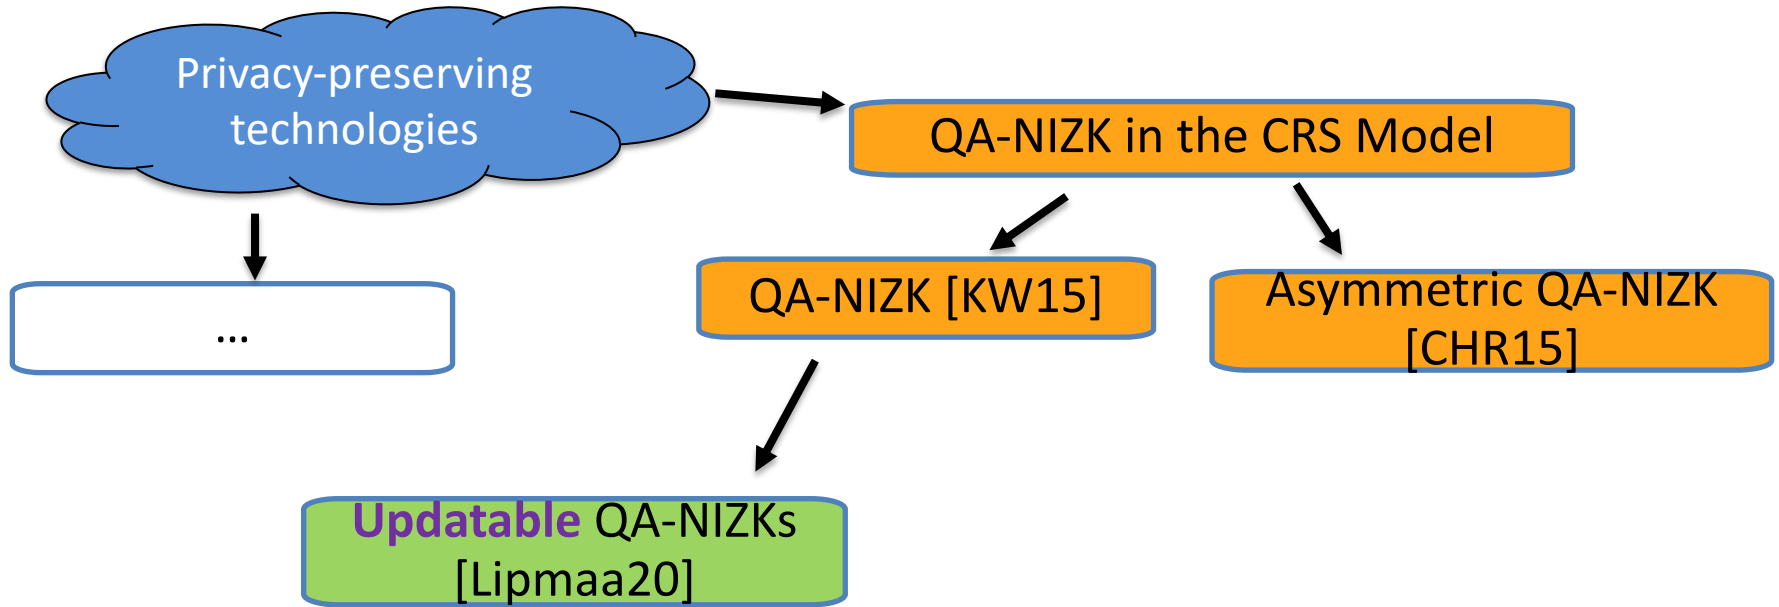 Privacy-preserving
technologies
QA-NIZK in the CRS Model
QA-NIZK [KW15]
Asymmetric QA-NIZK
[CHR15]
...
Updatable QA-NIZKs
[Lipmaa20]